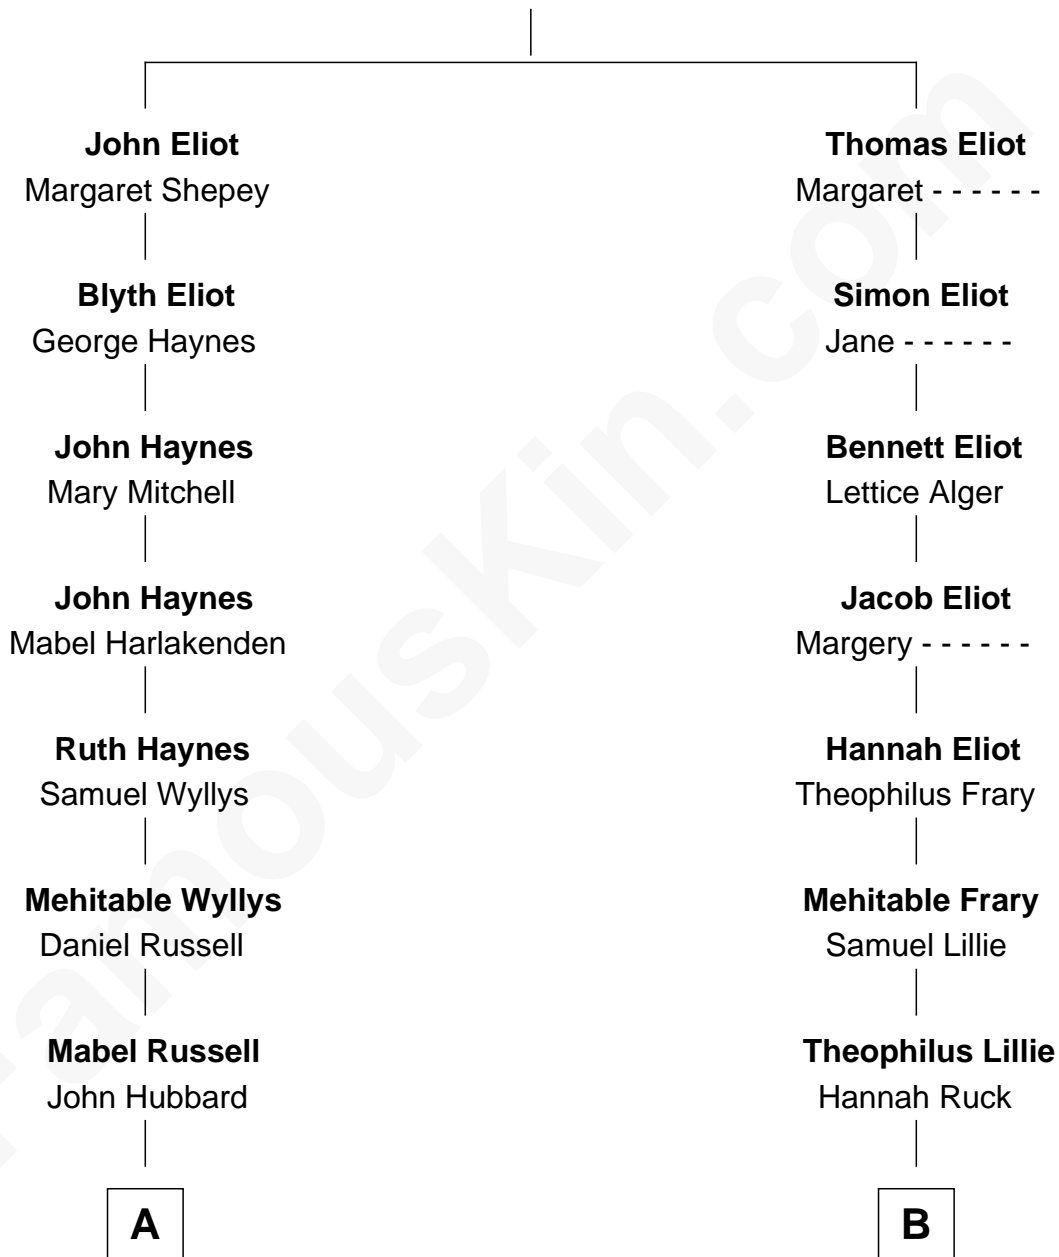 John Eliot
Margaret Shepey
Blyth Eliot
George Haynes
John Haynes
Mary Mitchell
John Haynes
Mabel Harlakenden
Ruth Haynes
Samuel Wyllys
Mehitable Wyllys
Daniel Russell
Mabel Russell
John Hubbard
A
Thomas Eliot
Margaret - - - - - -
Simon Eliot
Jane - - - - - -
Bennett Eliot
Lettice Alger
Jacob Eliot
Margery - - - - - -
Hannah Eliot
Theophilus Frary
Mehitable Frary
Samuel Lillie
Theophilus Lillie
Hannah Ruck
B
FamousKin.com